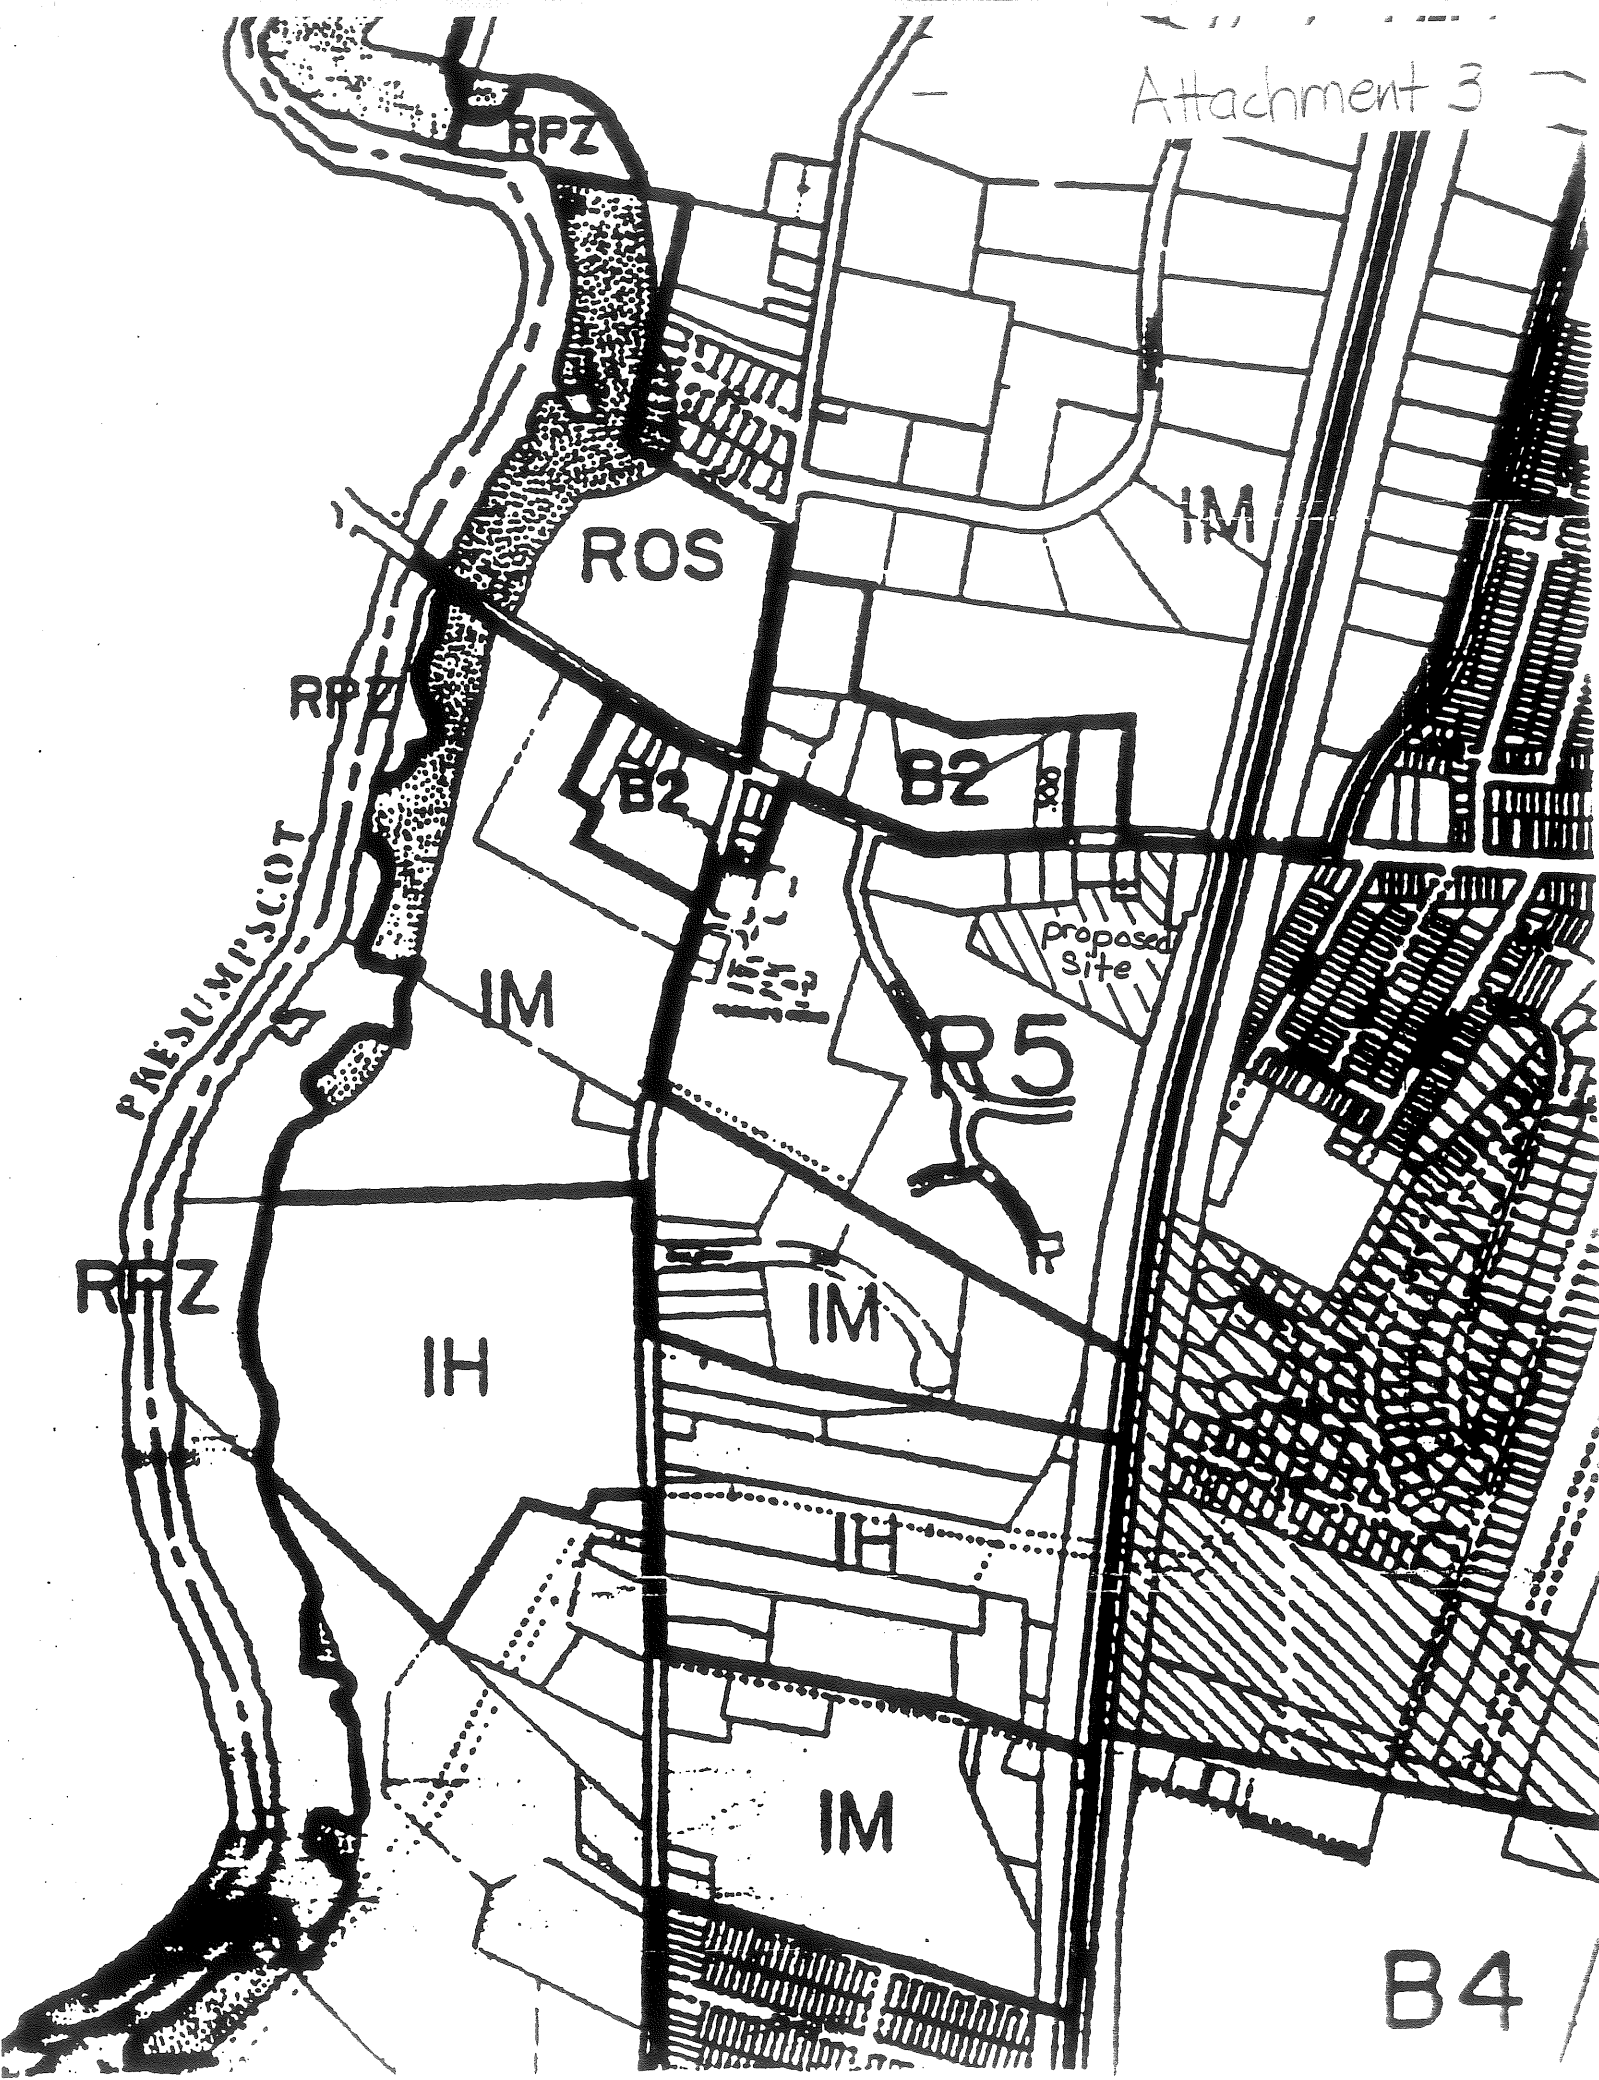 Attachment 3
RPZ
IM
ROS
RPZ
B2
B2
proposed
Site
PRESUMPSCOT
IM
R5
RPZ
IM
IH
IH
IM
B4